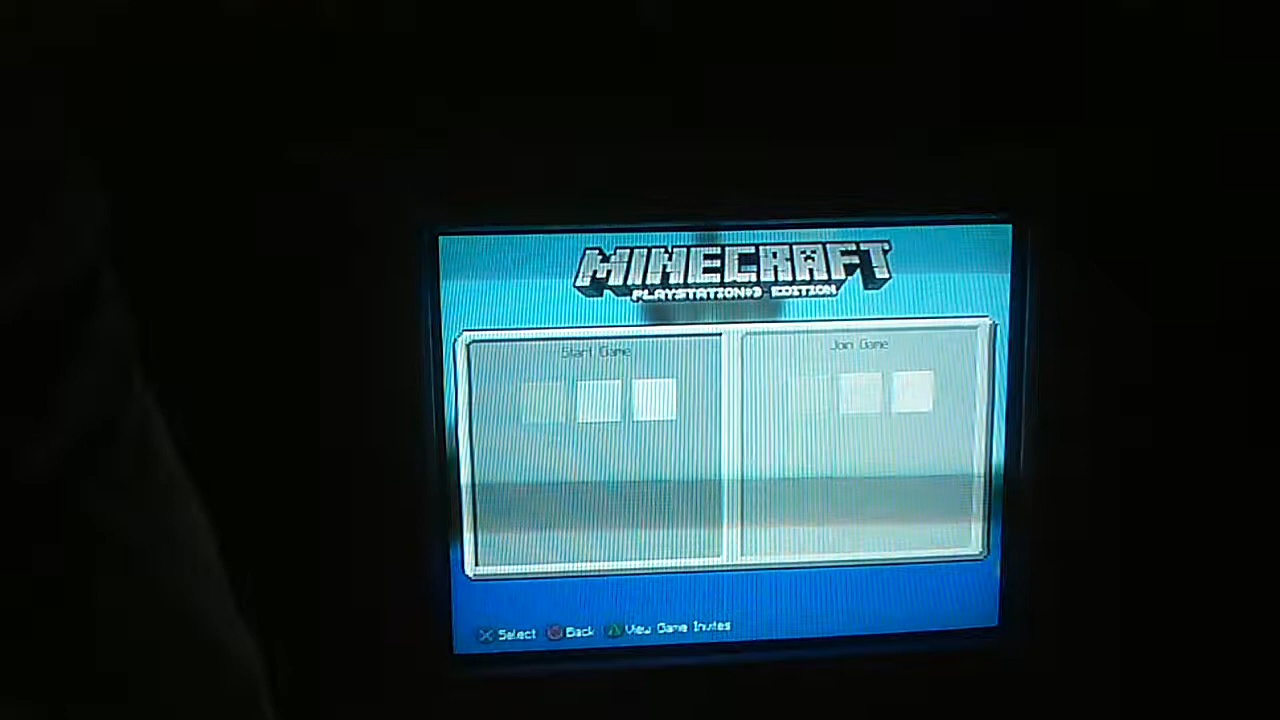 MINECRAFT
PLAYSTATION®3 EDITION
Start Game
Join Game
Select Back View Game Invites